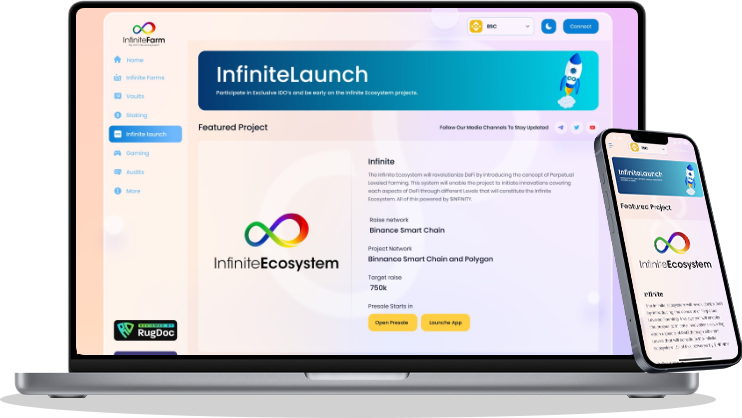 InfiniteFarm
BSC
Connect
Home
Infinite Farms
Vaults
Staking
Infinite launch
Gaming
Audits
More
REVIEWED BY
RugDoc
InfiniteLaunch
Participate in Exclusive IDO's and be early on the Infinite Ecosystem projects.
Featured Project
Follow Our Media Channels To Stay Updated
InfiniteEcosystem
Infinite
The Infinite Ecosystem will revolutionize DeFi by introducing the concept of Perpetual
Leveled Farming. This system will enable the project to initiate innovations covering
each aspects of DeFi through different Levels that will constitute the Infinite
Ecosystem. All of this powered by $INFINITY.
Raise network
Binance Smart Chain
Project Network
Binnance Smart Chain and Polygon
Target raise
750k
Presale Starts in
Open Presale
Launche App
BSC
InfiniteLaunch
Featured Project
InfiniteEcosystem
Infinite